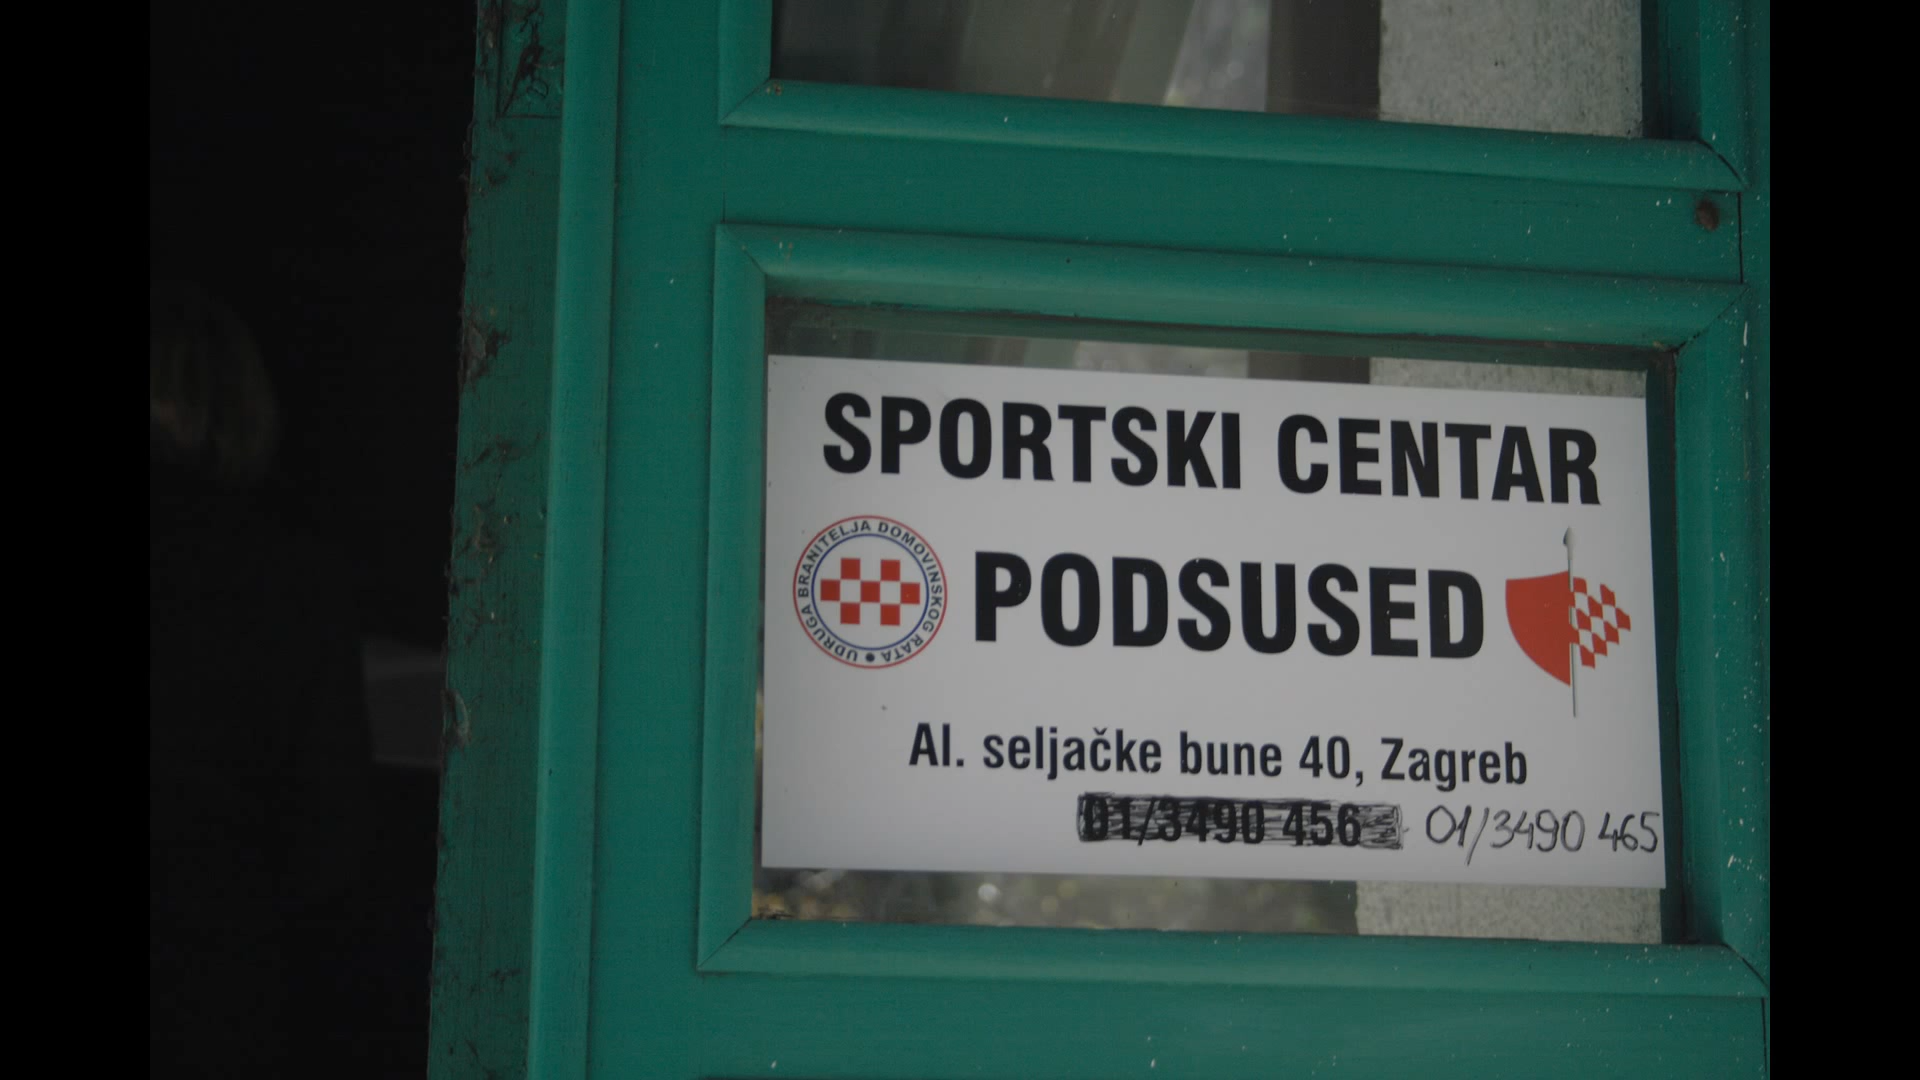 SPORTSKI CENTAR
UDRUGA BRANITELJA DOMOVINSKOG RATA •
PODSUSED
Al. seljačke bune 40, Zagreb
01/3490 456 01/3490 465